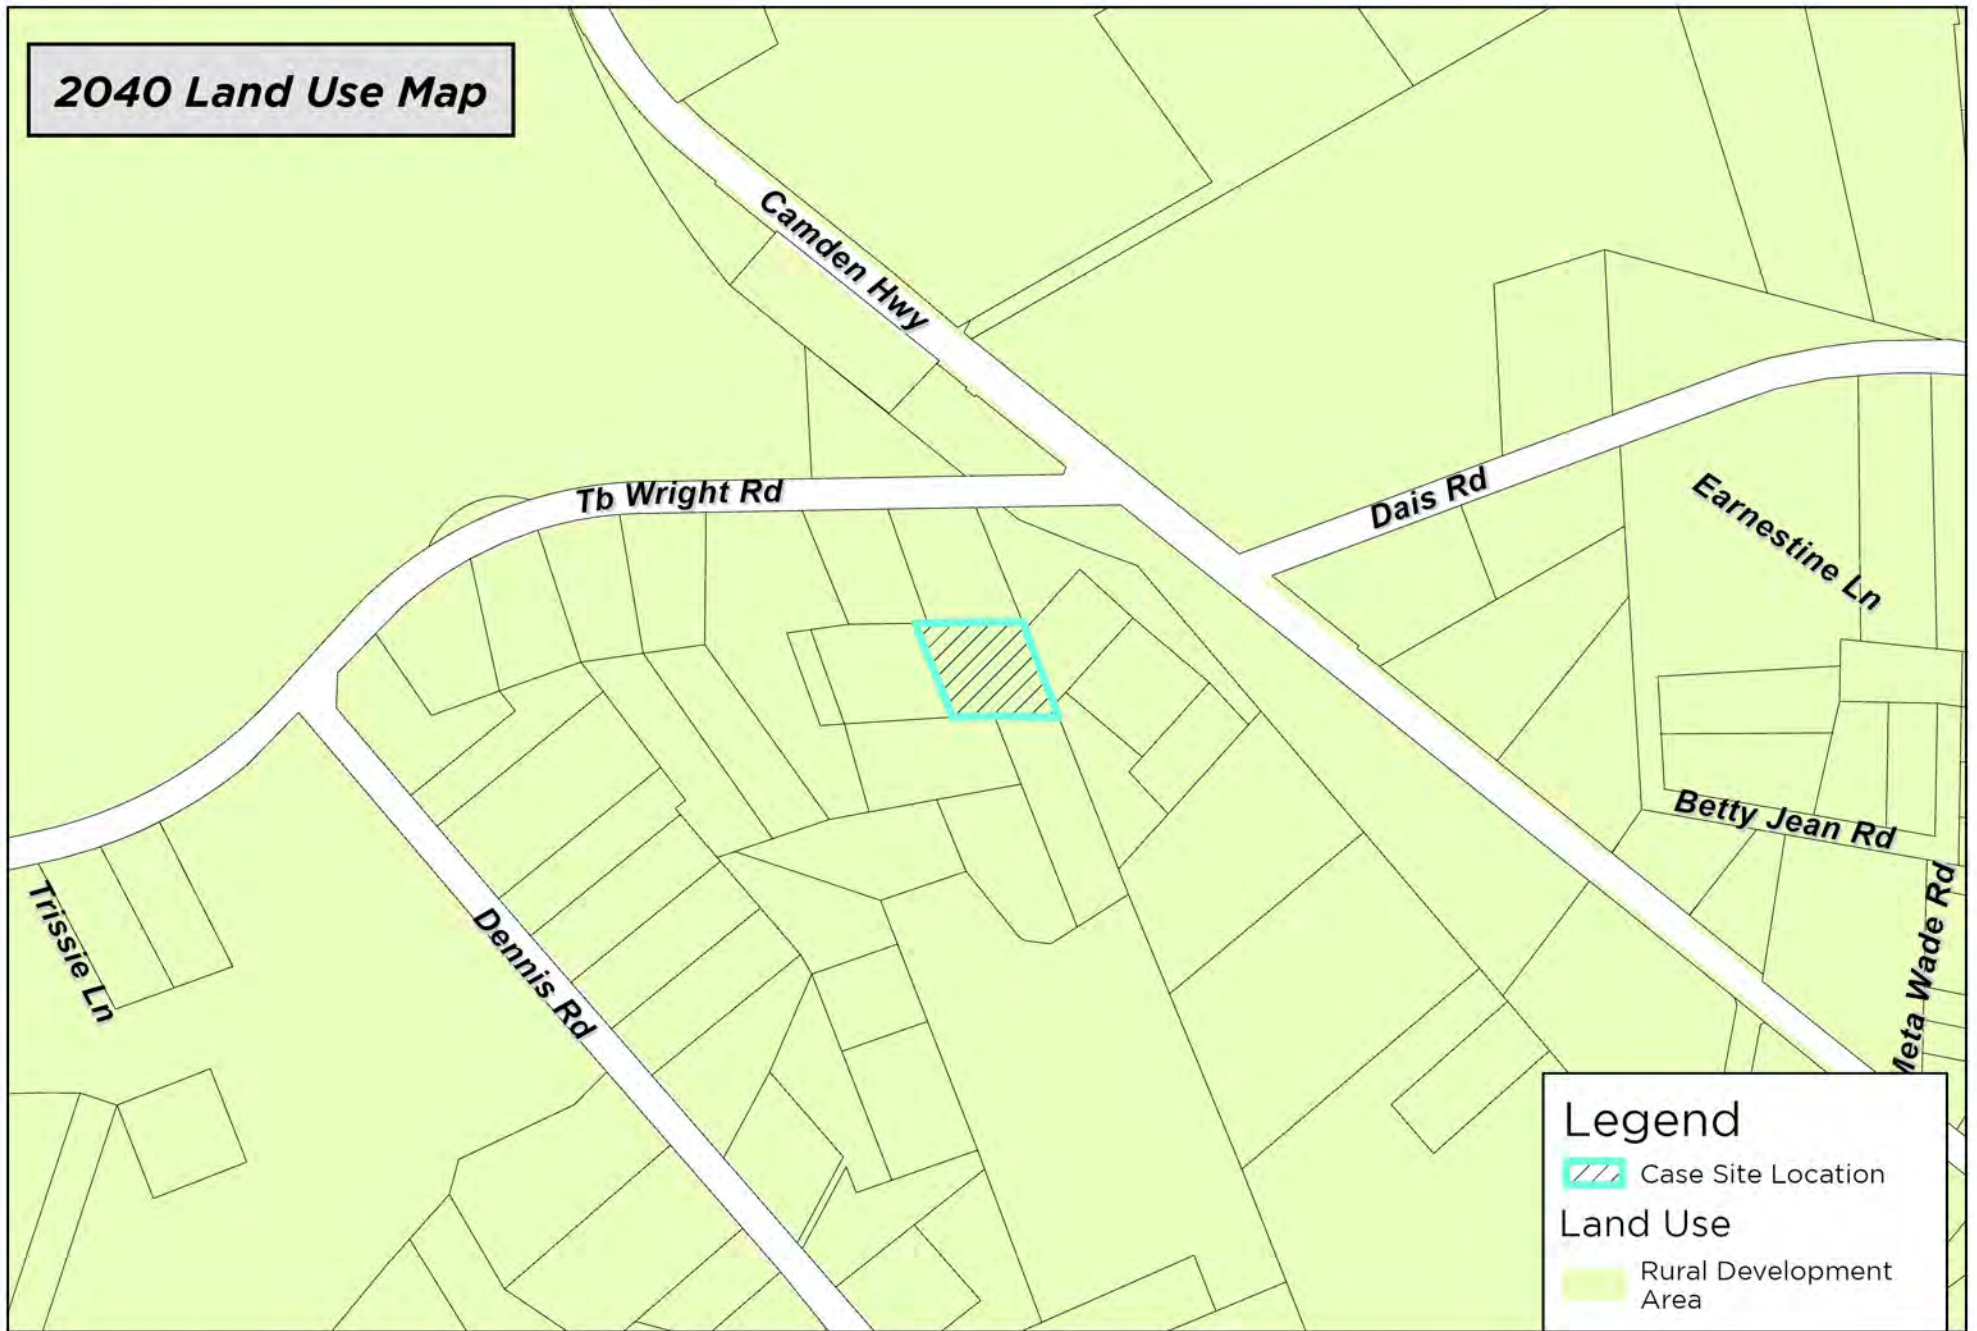 2040 Land Use Map
Camden Hwy
Tb Wright Rd
Dais Rd
Earnestine Ln
Betty Jean Rd
Meta Wade Rd
Trissie Ln
Dennis Rd
Legend
Case Site Location
Land Use
Rural Development
Area